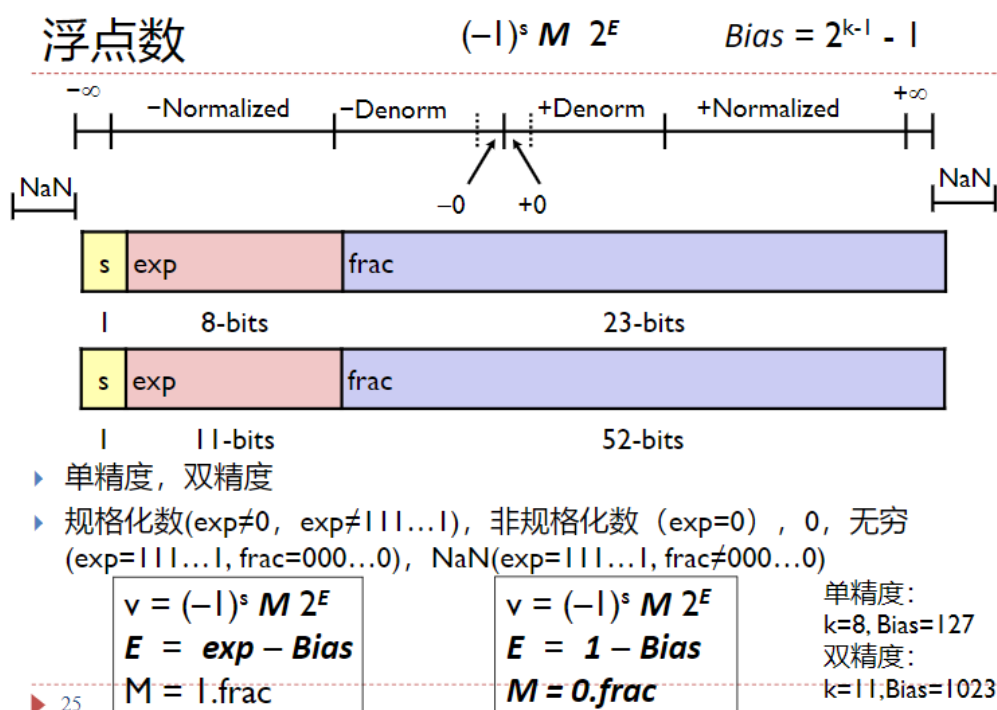 浮点数 (−1)ˢ M 2ᴱ Bias = 2ᵏ⁻¹ - 1
−∞ −Normalized −Denorm +Denorm +Normalized +∞
NaN −0 +0 NaN
s exp frac
1 8-bits 23-bits
s exp frac
1 11-bits 52-bits
单精度，双精度
规格化数(exp≠0，exp≠111…1)，非规格化数（exp=0），0，无穷
(exp=111…1, frac=000…0)，NaN(exp=111…1, frac≠000…0)
v = (−1)ˢ M 2ᴱ
E = exp – Bias
M = 1.frac
v = (−1)ˢ M 2ᴱ
E = 1 – Bias
M = 0.frac
单精度：
k=8, Bias=127
双精度：
k=11,Bias=1023
25